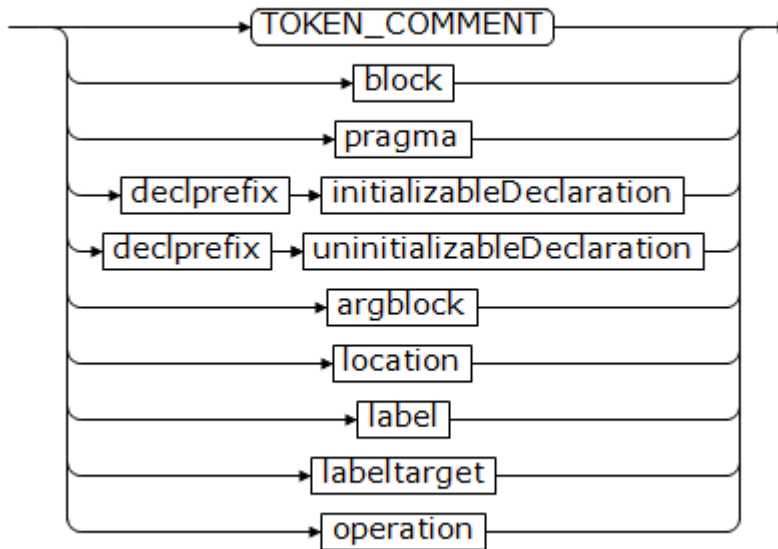 TOKEN_COMMENT
block
pragma
declprefix initializableDeclaration
declprefix uninitializableDeclaration
argblock
location
label
labeltarget
operation